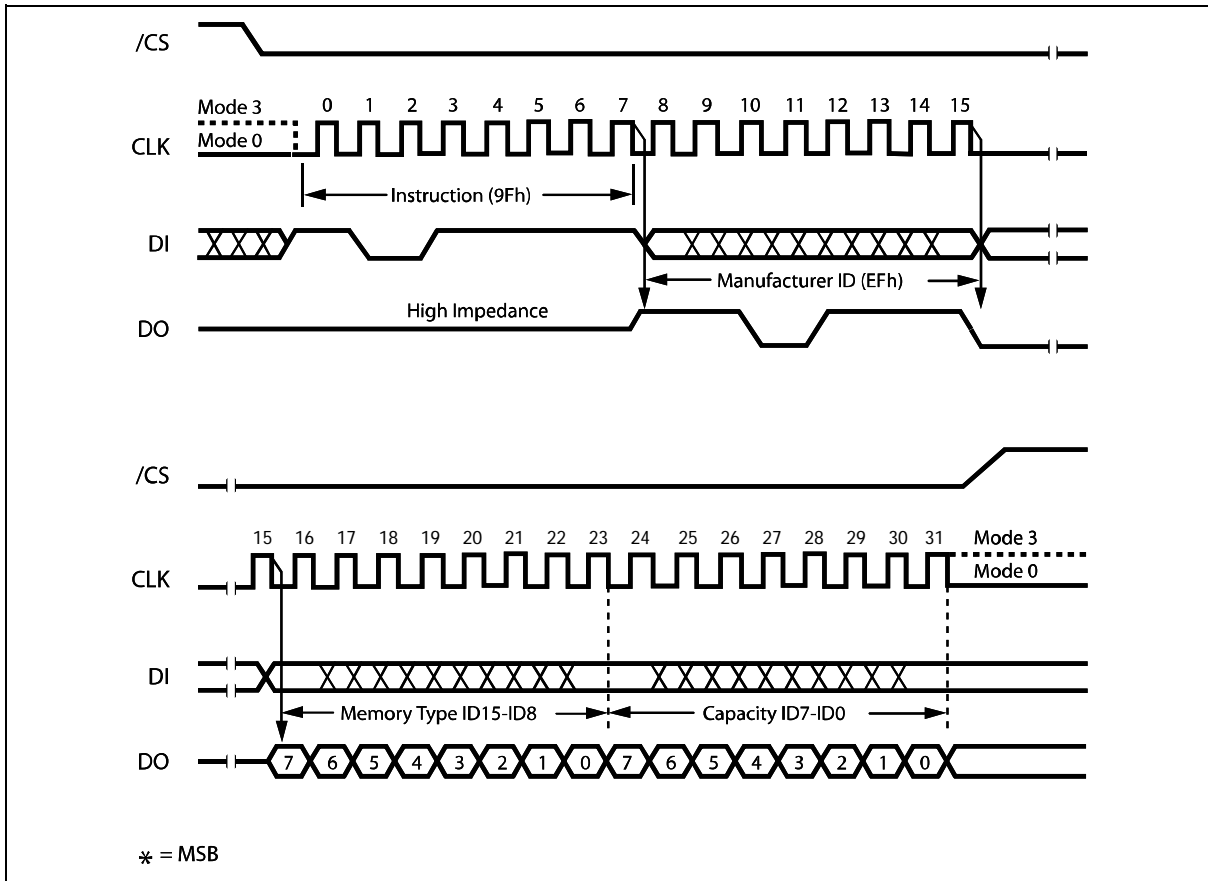 /CS
Mode 3
0 1 2 3 4 5 6 7 8 9 10 11 12 13 14 15
CLK
Mode 0
Instruction (9Fh)
DI
Manufacturer ID (EFh)
High Impedance
DO
/CS
15 16 17 18 19 20 21 22 23 24 25 26 27 28 29 30 31
Mode 3
CLK
Mode 0
DI
Memory Type ID15-ID8
Capacity ID7-ID0
DO
7 6 5 4 3 2 1 0 7 6 5 4 3 2 1 0
* = MSB